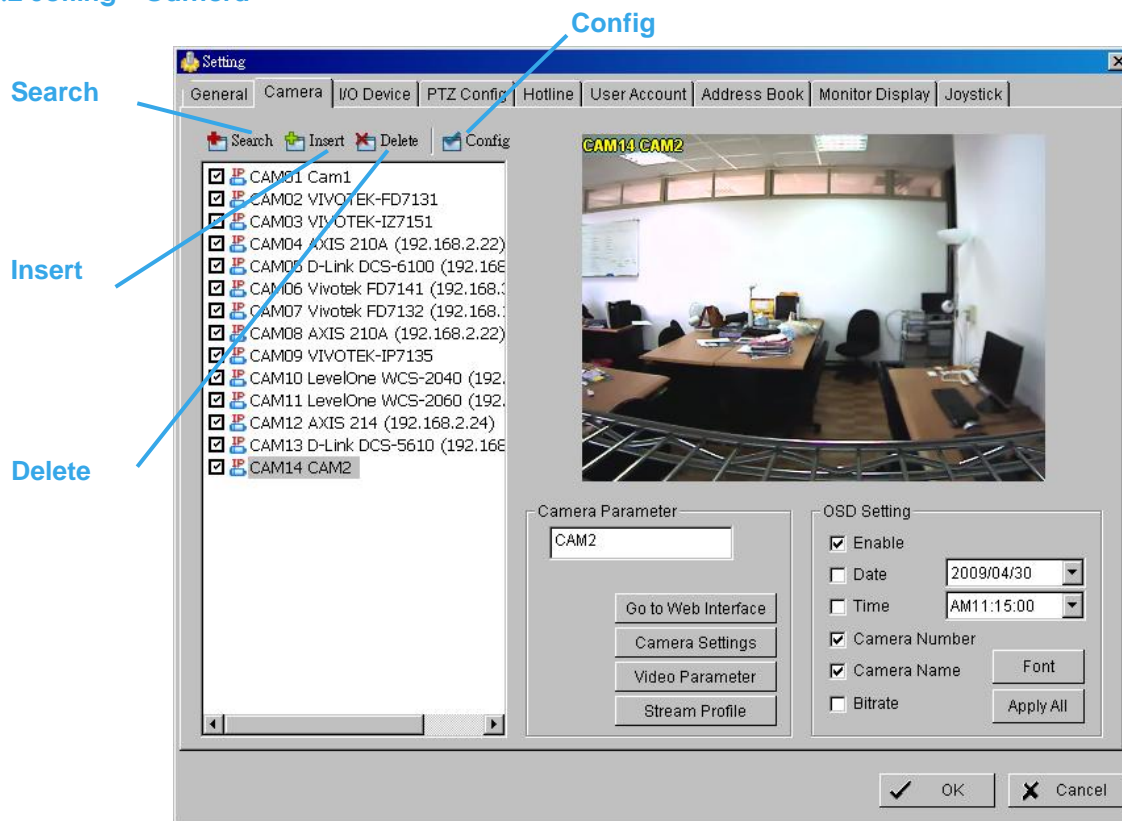 Config
Setting
Search
General Camera I/O Device PTZ Config Hotline User Account Address Book Monitor Display Joystick
Search Insert Delete Config
CAM14 CAM2
CAM01 Cam1
CAM02 VIVOTEK-FD7131
CAM03 VIVOTEK-IZ7151
CAM04 AXIS 210A (192.168.2.22)
Insert
CAM05 D-Link DCS-6100 (192.168
CAM06 Vivotek FD7141 (192.168.
CAM07 Vivotek FD7132 (192.168.
CAM08 AXIS 210A (192.168.2.22)
CAM09 VIVOTEK-IP7135
CAM10 LevelOne WCS-2040 (192.
CAM11 LevelOne WCS-2060 (192.
CAM12 AXIS 214 (192.168.2.24)
CAM13 D-Link DCS-5610 (192.168
Delete
CAM14 CAM2
Camera Parameter
CAM2
Go to Web Interface
Camera Settings
Video Parameter
Stream Profile
OSD Setting
Enable
Date 2009/04/30
Time AM11:15:00
Camera Number
Camera Name Font
Bitrate Apply All
OK Cancel